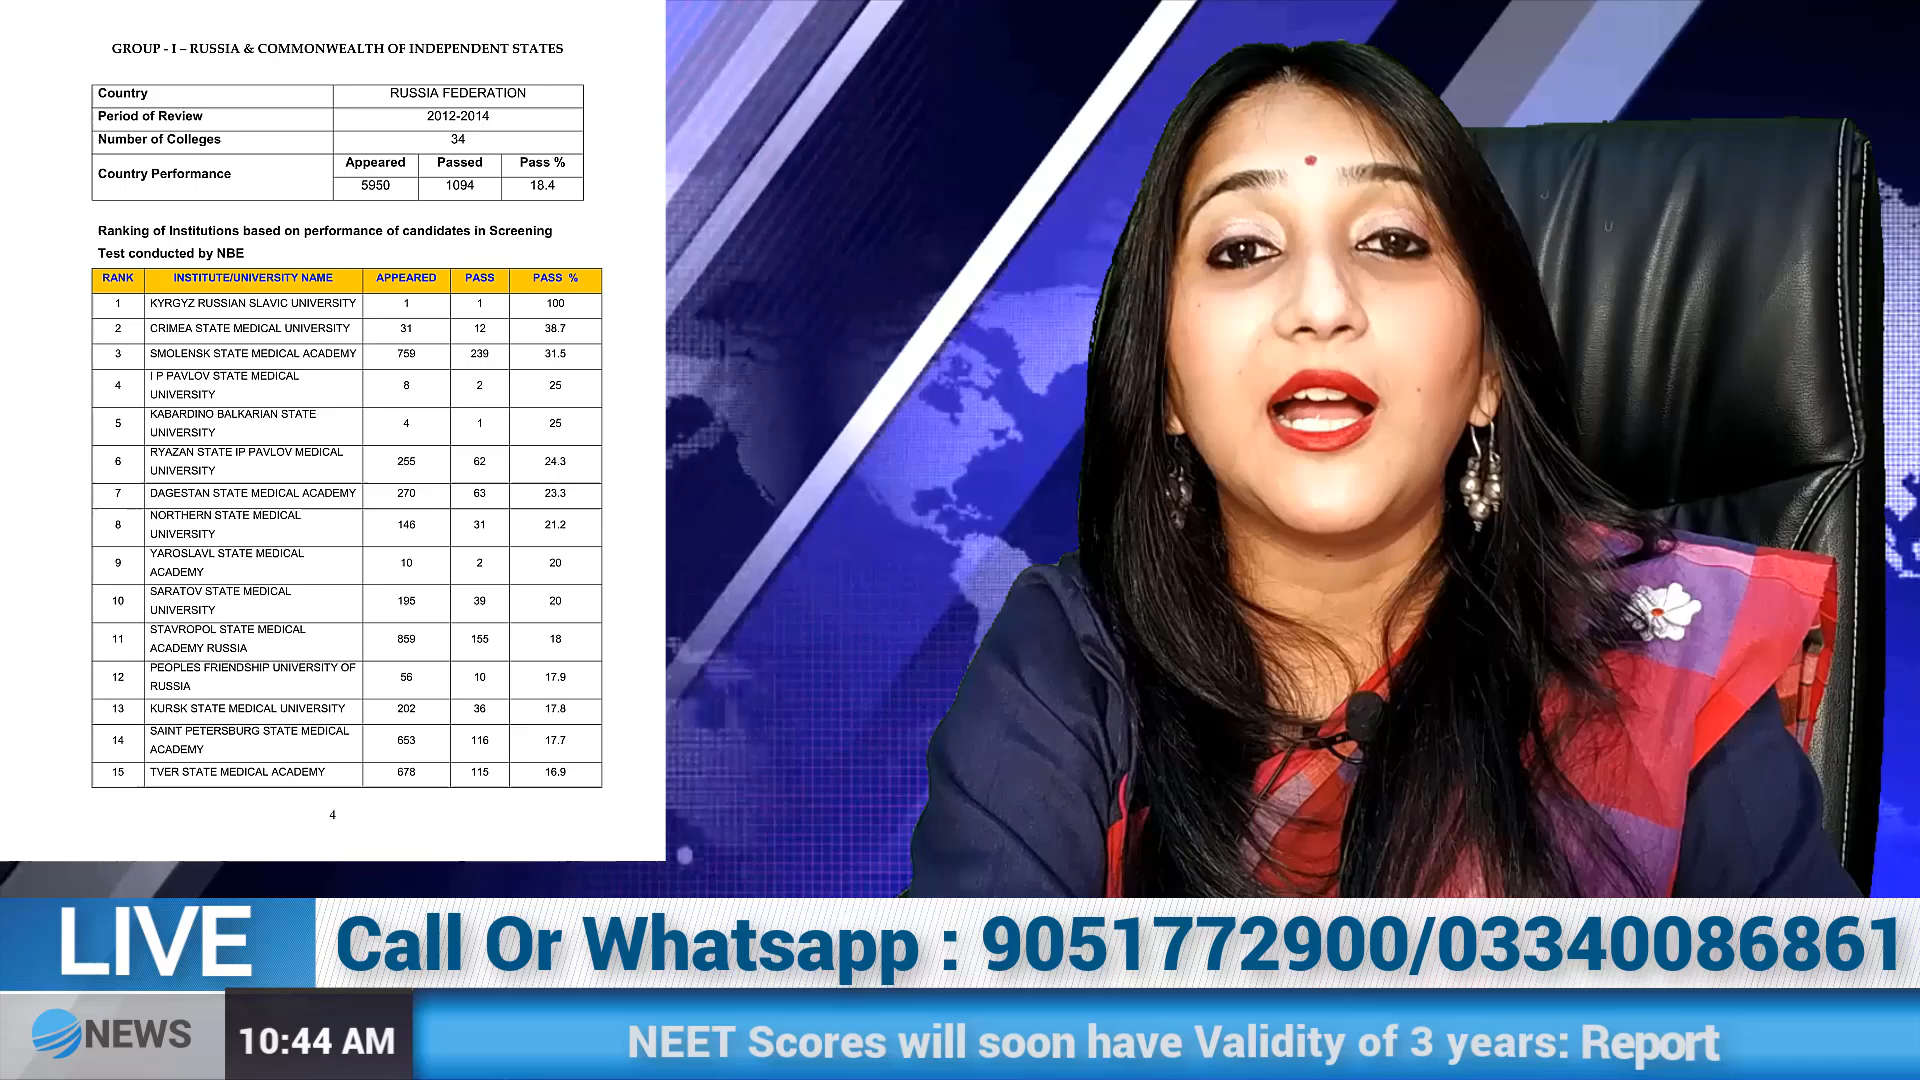 GROUP - I – RUSSIA & COMMONWEALTH OF INDEPENDENT STATES
Country RUSSIA FEDERATION
Period of Review 2012-2014
Number of Colleges 34
Country Performance
Appeared Passed Pass %
5950 1094 18.4
Ranking of Institutions based on performance of candidates in Screening
Test conducted by NBE
RANK INSTITUTE/UNIVERSITY NAME APPEARED PASS PASS %
1 KYRGYZ RUSSIAN SLAVIC UNIVERSITY 1 1 100
2 CRIMEA STATE MEDICAL UNIVERSITY 31 12 38.7
3 SMOLENSK STATE MEDICAL ACADEMY 759 239 31.5
4 I P PAVLOV STATE MEDICAL
UNIVERSITY 8 2 25
5 KABARDINO BALKARIAN STATE
UNIVERSITY 4 1 25
6 RYAZAN STATE IP PAVLOV MEDICAL
UNIVERSITY 255 62 24.3
7 DAGESTAN STATE MEDICAL ACADEMY 270 63 23.3
8 NORTHERN STATE MEDICAL
UNIVERSITY 146 31 21.2
9 YAROSLAVL STATE MEDICAL
ACADEMY 10 2 20
10 SARATOV STATE MEDICAL
UNIVERSITY 195 39 20
11 STAVROPOL STATE MEDICAL
ACADEMY RUSSIA 859 155 18
12 PEOPLES FRIENDSHIP UNIVERSITY OF
RUSSIA 56 10 17.9
13 KURSK STATE MEDICAL UNIVERSITY 202 36 17.8
14 SAINT PETERSBURG STATE MEDICAL
ACADEMY 653 116 17.7
15 TVER STATE MEDICAL ACADEMY 678 115 16.9
4
LIVE Call Or Whatsapp : 9051772900/03340086861
NEWS 10:44 AM NEET Scores will soon have Validity of 3 years: Report